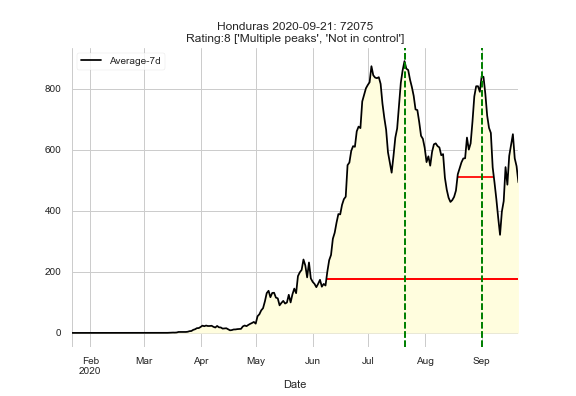 Honduras 2020-09-21: 72075
Rating:8 ['Multiple peaks', 'Not in control']
Average-7d
800
600
400
200
0
Feb
2020
Mar
Apr
May
Jun
Jul
Aug
Sep
Date